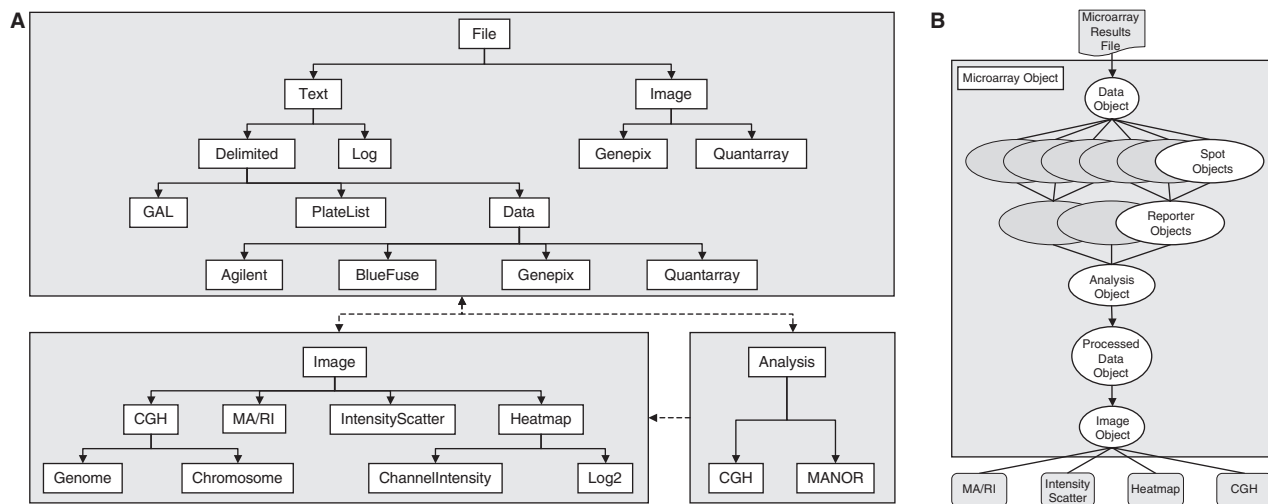 A
File
Text
Image
Delimited
Log
Genepix
Quantarray
GAL
PlateList
Data
Agilent
BlueFuse
Genepix
Quantarray
Image
CGH
MA/RI
IntensityScatter
Heatmap
Genome
Chromosome
ChannelIntensity
Log2
Analysis
CGH
MANOR
B
Microarray
Results
File
Microarray Object
Data
Object
Spot
Objects
Reporter
Objects
Analysis
Object
Processed
Data
Object
Image
Object
MA/RI
Intensity
Scatter
Heatmap
CGH